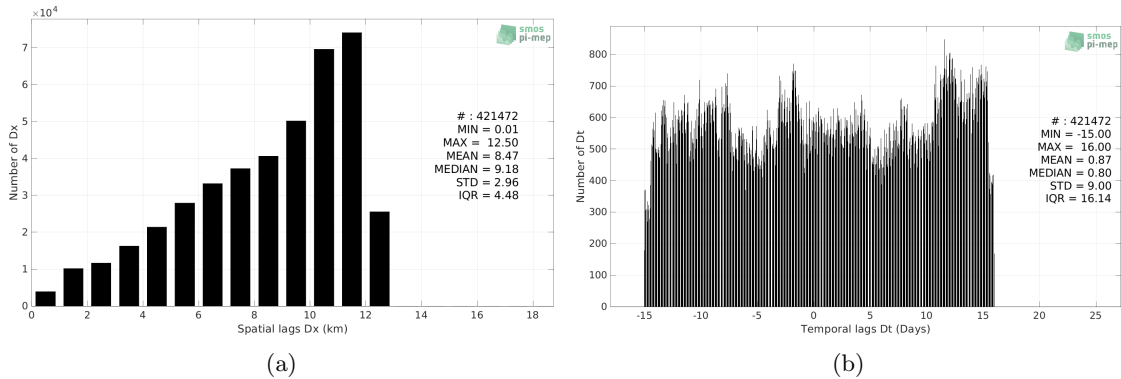 ×10⁴
smos
pi-mep
7
6
5
4
3
2
1
0
Number of Dx
# : 421472
MIN = 0.01
MAX = 12.50
MEAN = 8.47
MEDIAN = 9.18
STD = 2.96
IQR = 4.48
0 2 4 6 8 10 12 14 16 18
Spatial lags Dx (km)
(a)
smos
pi-mep
800
700
600
500
400
300
200
100
0
Number of Dt
# : 421472
MIN = -15.00
MAX = 16.00
MEAN = 0.87
MEDIAN = 0.80
STD = 9.00
IQR = 16.14
-15 -10 -5 0 5 10 15 20 25
Temporal lags Dt (Days)
(b)